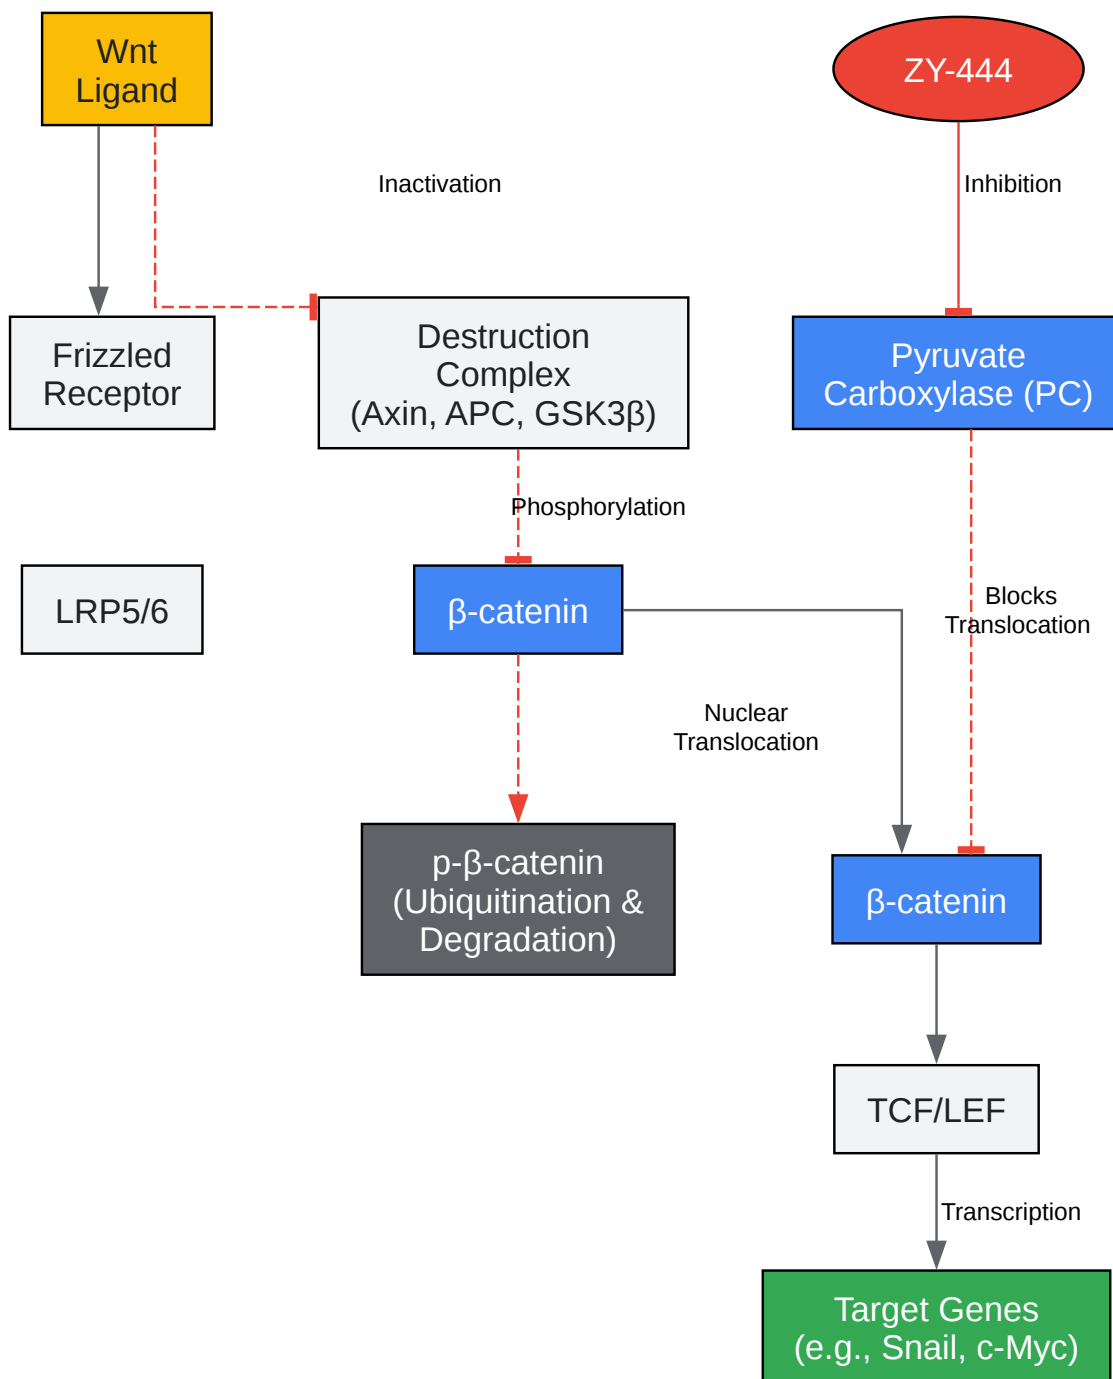 Wnt
Ligand
ZY-444
Inactivation
Inhibition
Frizzled
Receptor
Destruction
Complex
(Axin, APC, GSK3β)
Pyruvate
Carboxylase (PC)
Phosphorylation
LRP5/6
β-catenin
Blocks
Translocation
Nuclear
Translocation
p-β-catenin
(Ubiquitination &
Degradation)
β-catenin
TCF/LEF
Transcription
Target Genes
(e.g., Snail, c-Myc)